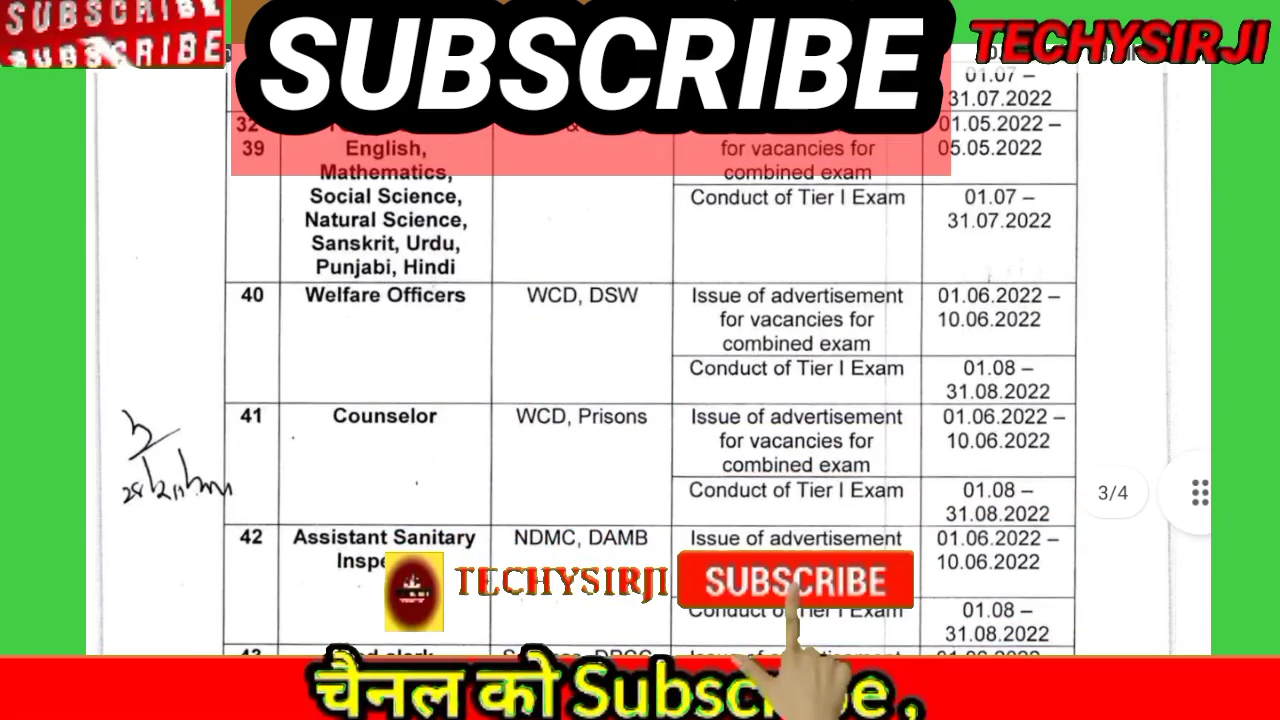 SUBSCRIBE
SUBSCRIBE
SUBSCRIBE
TECHYSIRJI
01.07 –
31.07.2022
32
39
English,
Mathematics,
Social Science,
Natural Science,
Sanskrit, Urdu,
Punjabi, Hindi
for vacancies for
combined exam
01.05.2022 –
05.05.2022
Conduct of Tier I Exam
01.07 –
31.07.2022
40
Welfare Officers
WCD, DSW
Issue of advertisement
for vacancies for
combined exam
01.06.2022 –
10.06.2022
Conduct of Tier I Exam
01.08 –
31.08.2022
41
Counselor
WCD, Prisons
Issue of advertisement
for vacancies for
combined exam
01.06.2022 –
10.06.2022
Conduct of Tier I Exam
01.08 –
31.08.2022
3/4
42
Assistant Sanitary
NDMC, DAMB
Issue of advertisement
01.06.2022 –
10.06.2022
Conduct of Tier I Exam
01.08 –
31.08.2022
TECHYSIRJI
SUBSCRIBE
चैनल को Subscribe ,